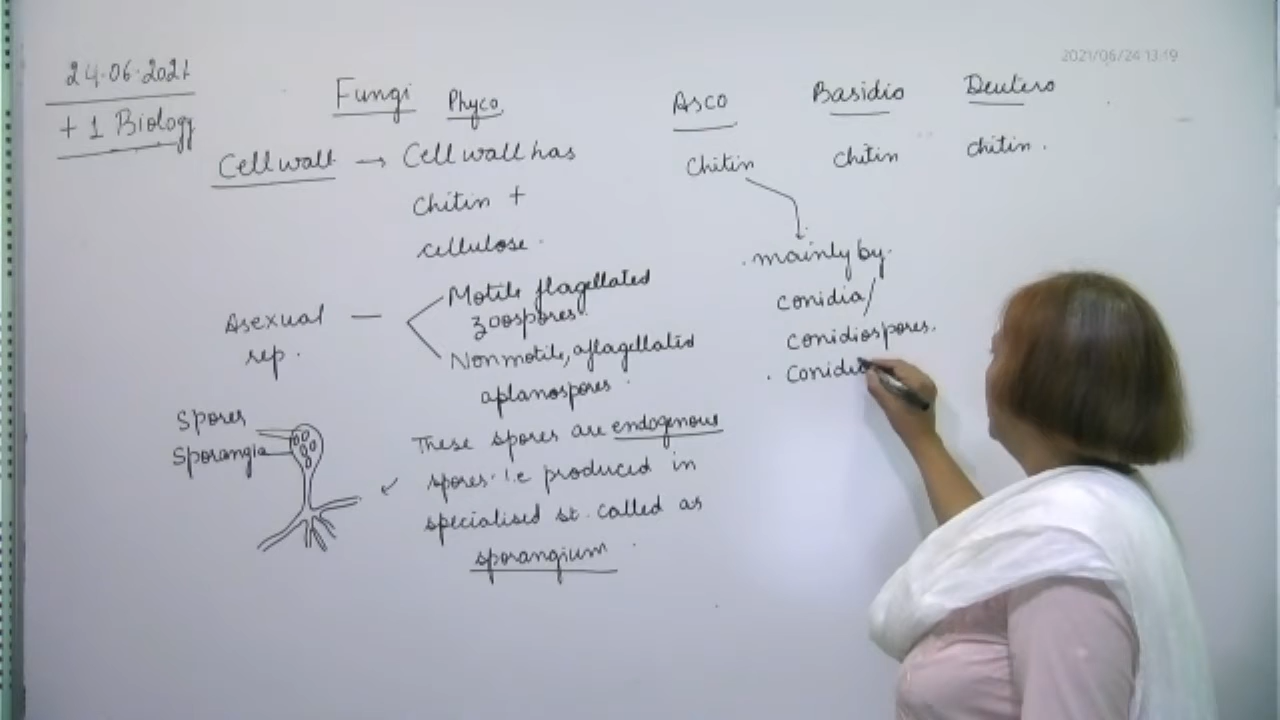 2021/06/24 13:19
24.06.2021
+ 1 Biology
Fungi
Phyco
Asco
Basidio
Deutero
Cell wall → Cell wall has
chitin +
cellulose.
Chitin
chitin
chitin.
Asexual
rep.
Motile flagellated
zoospores.
Nonmotile, aflagellated
aplanospores.
These spores are endogenous
spores. i.e produced in
specialised st. called as
sporangium.
Spores
Sporangia
. mainly by.
conidia/
conidiospores.
. Conidio